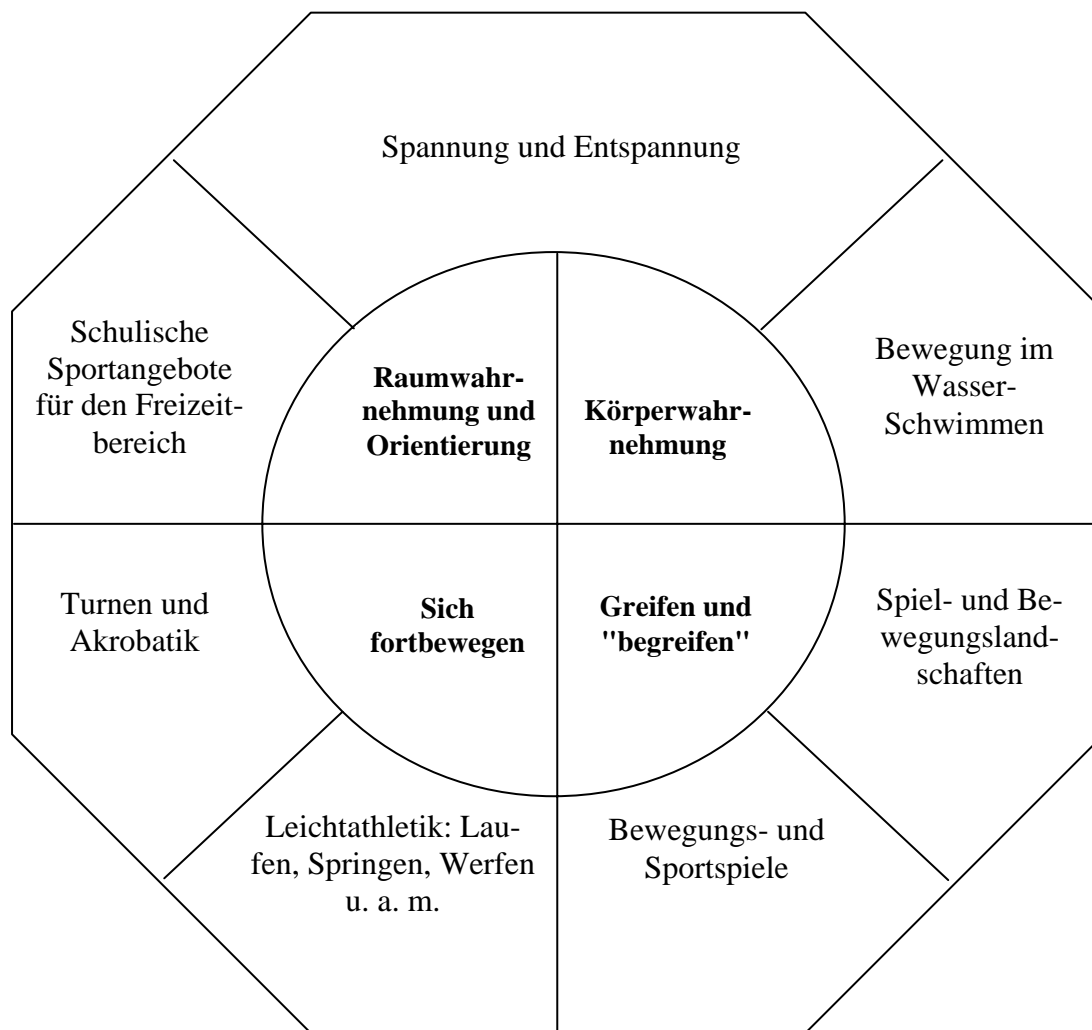 Spannung und Entspannung
Schulische
Sportangebote
für den Freizeit-
bereich
Raumwahr-
nehmung und
Orientierung
Körperwahr-
nehmung
Bewegung im
Wasser-
Schwimmen
Turnen und
Akrobatik
Sich
fortbewegen
Greifen und
"begreifen"
Spiel- und Be-
wegungsland-
schaften
Leichtathletik: Lau-
fen, Springen, Werfen
u. a. m.
Bewegungs- und
Sportspiele